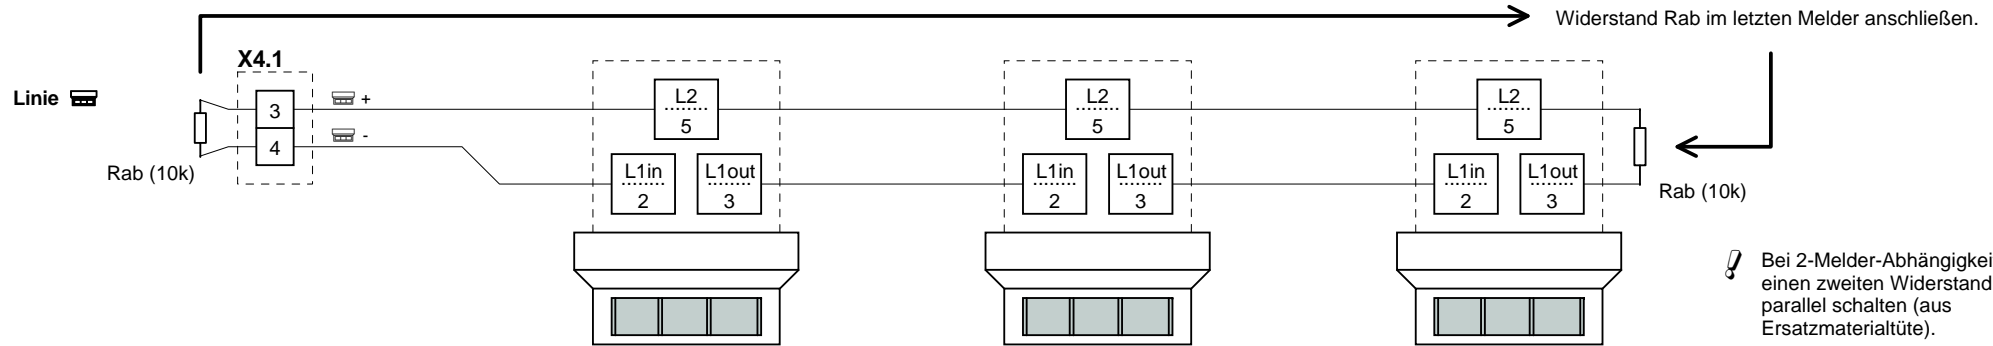 Widerstand Rab im letzten Melder anschließen.
X4.1
Linie
3
+
4
-
Rab (10k)
L2
5
L1in
2
L1out
3
L2
5
L1in
2
L1out
3
L2
5
L1in
2
L1out
3
Rab (10k)
Bei 2-Melder-Abhängigkei
einen zweiten Widerstand
parallel schalten (aus
Ersatzmaterialtüte).